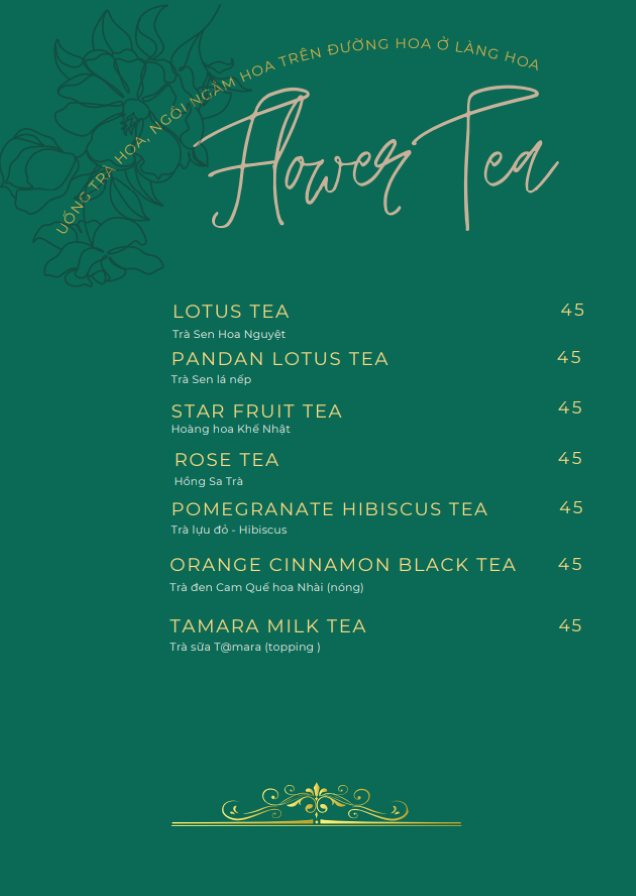 UỐNG TRÀ HOA, NGỒI NGẮM HOA TRÊN ĐƯỜNG HOA Ở LÀNG HOA
Flower Tea
LOTUS TEA 45
Trà Sen Hoa Nguyệt
PANDAN LOTUS TEA 45
Trà Sen lá nếp
STAR FRUIT TEA 45
Hoàng hoa Khế Nhật
ROSE TEA 45
Hồng Sa Trà
POMEGRANATE HIBISCUS TEA 45
Trà lựu đỏ - Hibiscus
ORANGE CINNAMON BLACK TEA 45
Trà đen Cam Quế hoa Nhài (nóng)
TAMARA MILK TEA 45
Trà sữa T@mara (topping )